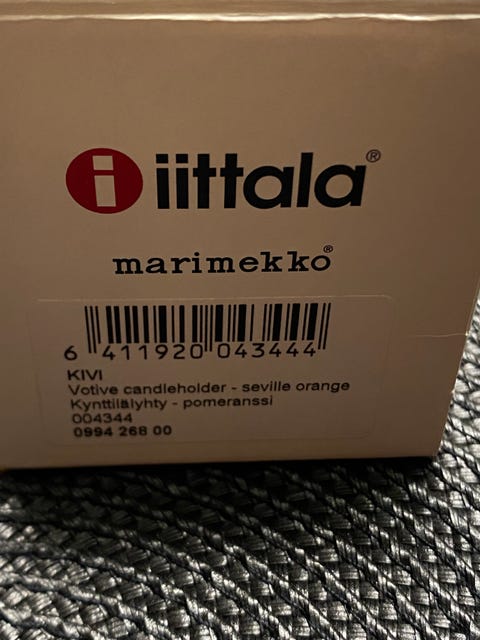 i iittala®
marimekko®
6 411920 043444
KIVI
Votive candleholder - seville orange
Kynttilälyhty - pomeranssi
004344
0994 268 00